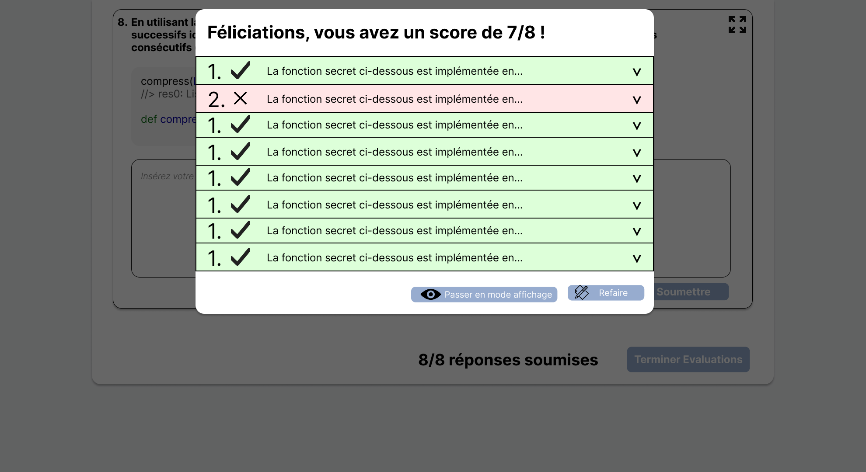 8. En utilisant l
successifs i
consécutifs
Féliciations, vous avez un score de 7/8 !
compress(
//> res0: Li
def compre
Insérez votre
1. La fonction secret ci-dessous est implémentée en...
2. La fonction secret ci-dessous est implémentée en...
1. La fonction secret ci-dessous est implémentée en...
1. La fonction secret ci-dessous est implémentée en...
1. La fonction secret ci-dessous est implémentée en...
1. La fonction secret ci-dessous est implémentée en...
1. La fonction secret ci-dessous est implémentée en...
1. La fonction secret ci-dessous est implémentée en...
Passer en mode affichage
Refaire
Soumettre
8/8 réponses soumises
Terminer Evaluations